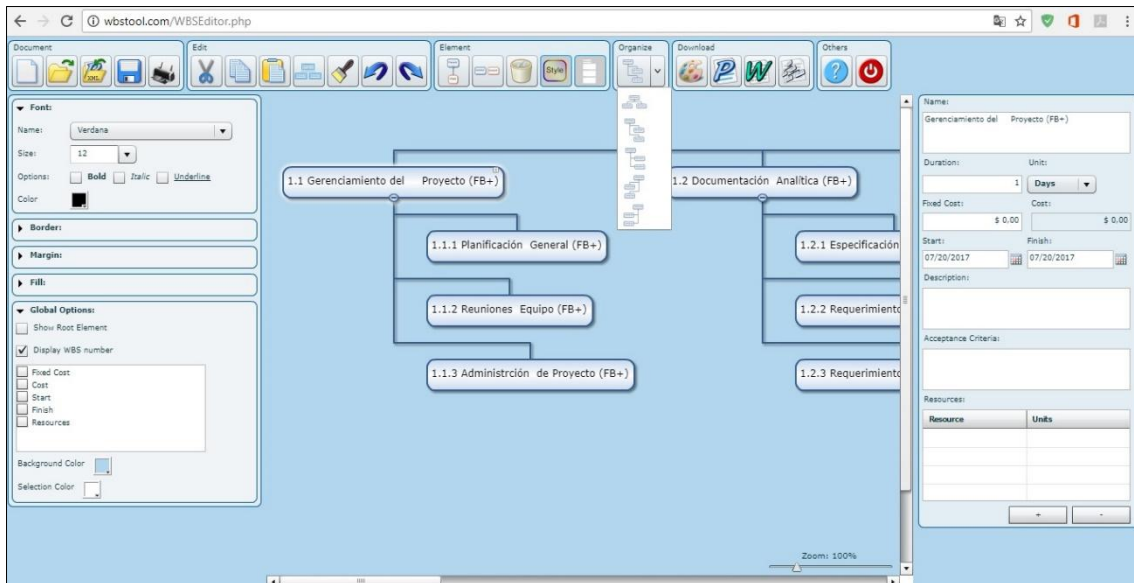 wbstool.com/WBSEditor.php
Document
Edit
Element
Organize
Download
Others
XML
Style
Font:
Name:
Verdana
Size:
12
Options:
Bold
Italic
Underline
Color
Border:
Margin:
Fill:
Global Options:
Show Root Element
Display WBS number
Fixed Cost
Cost
Start
Finish
Resources
Background Color
Selection Color
1.1 Gerenciamiento del Proyecto (FB+)
1.1.1 Planificación General (FB+)
1.1.2 Reuniones Equipo (FB+)
1.1.3 Administrción de Proyecto (FB+)
1.2 Documentación Analítica (FB+)
1.2.1 Especificación
1.2.2 Requerimiento
1.2.3 Requerimiento
Zoom: 100%
Name:
Gerenciamiento del Proyecto (FB+)
Duration:
Unit:
1
Days
Fixed Cost:
Cost:
$ 0.00
$ 0.00
Start:
Finish:
07/20/2017
07/20/2017
Description:
Acceptance Criteria:
Resources:
Resource
Units
+
-